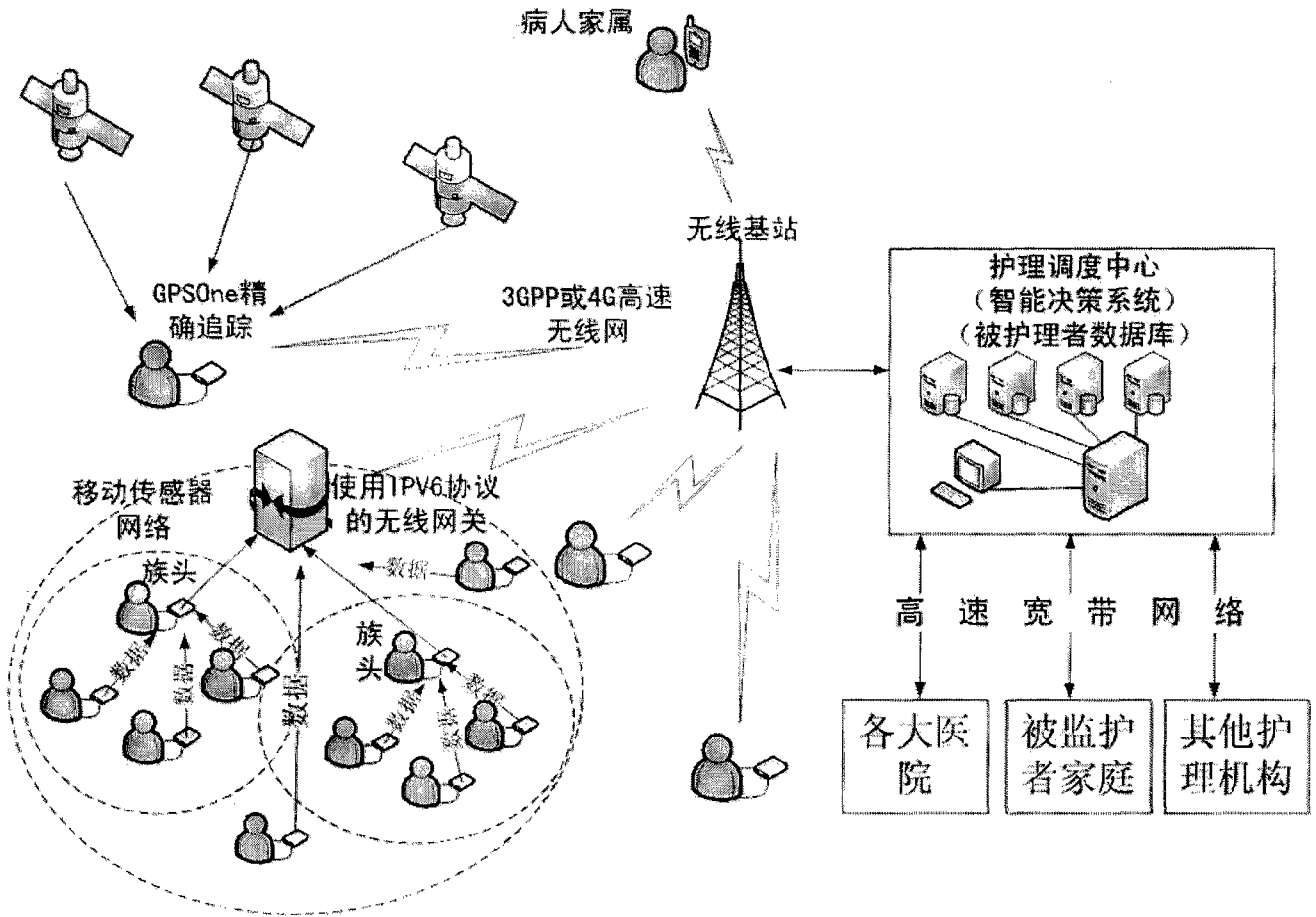 病人家属
无线基站
GPSOne精
确追踪
3GPP或4G高速
无线网
护理调度中心
（智能决策系统）
（被护理者数据库）
移动传感器
网络
使用IPV6协议
的无线网关
族头
数据
数据
数据
数据
数据
族
头
数据
数据
数据
高速宽带网络
各大医
院
被监护
者家庭
其他护
理机构